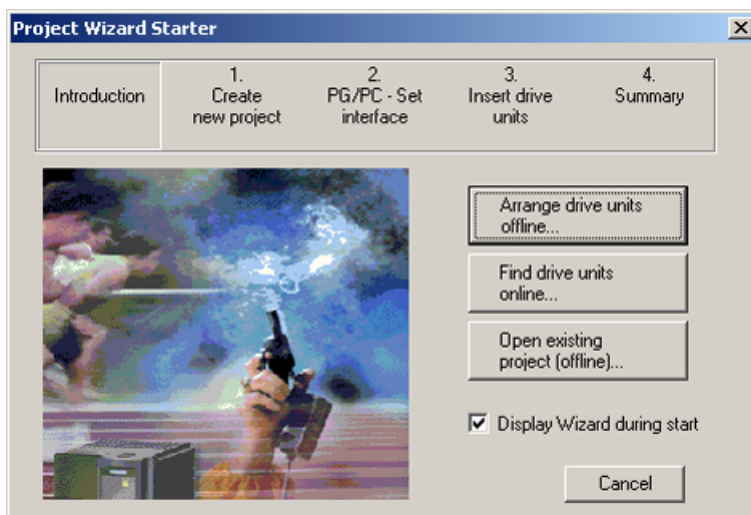 Project Wizard Starter
Introduction
1.
Create
new project
2.
PG/PC - Set
interface
3.
Insert drive
units
4.
Summary
Arrange drive units
offline...
Find drive units
online...
Open existing
project (offline)...
Display Wizard during start
Cancel